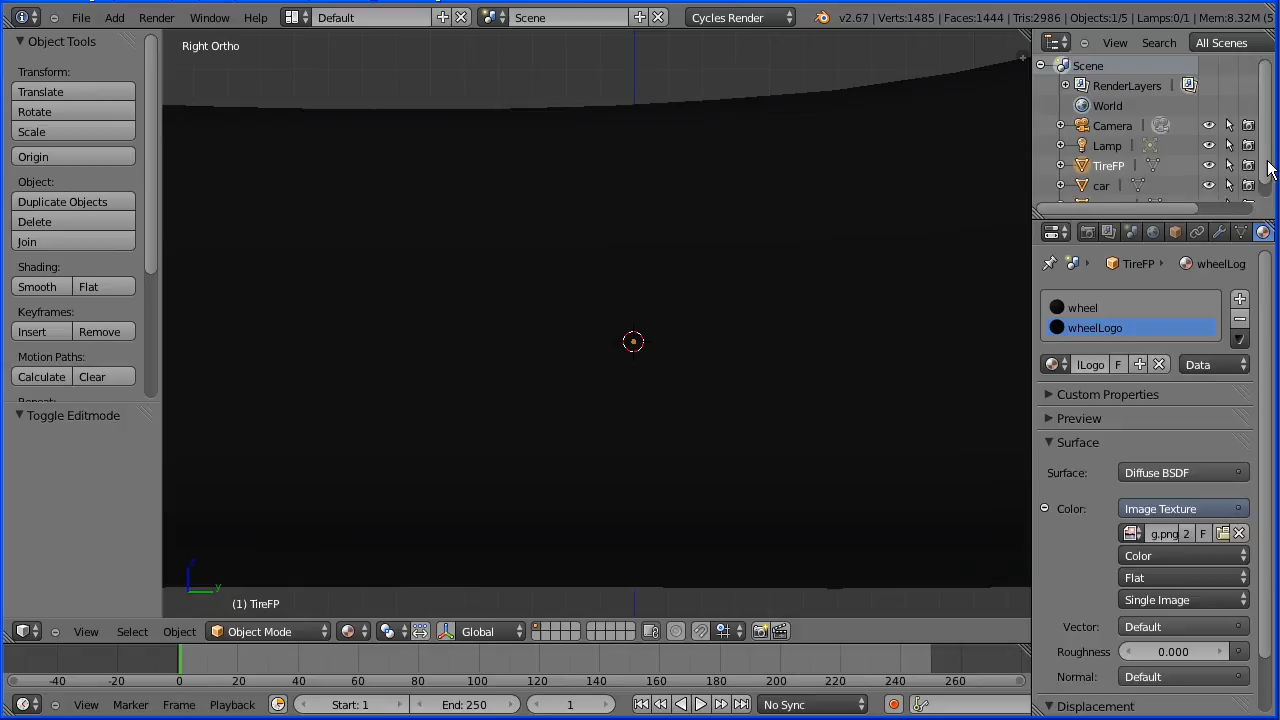 File Add Render Window Help Default Scene Cycles Render v2.67 | Verts:1485 | Faces:1444 | Tris:2986 | Objects:1/5 | Lamps:0/1 | Mem:8.32M (5
Object Tools
Transform:
Translate
Rotate
Scale
Origin
Object:
Duplicate Objects
Delete
Join
Shading:
Smooth Flat
Keyframes:
Insert Remove
Motion Paths:
Calculate Clear
Toggle Editmode
Right Ortho
z
y
(1) TireFP
View Search All Scenes
Scene
RenderLayers
World
Camera
Lamp
TireFP
car
TireFP wheelLog
wheel
wheelLogo
lLogo F Data
Custom Properties
Preview
Surface
Surface: Diffuse BSDF
Color: Image Texture
g.png 2 F
Color
Flat
Single Image
Vector: Default
Roughness 0.000
Normal: Default
Displacement
View Select Object Object Mode Global
-40 -20 0 20 40 60 80 100 120 140 160 180 200 220 240 260
View Marker Frame Playback Start: 1 End: 250 1 No Sync